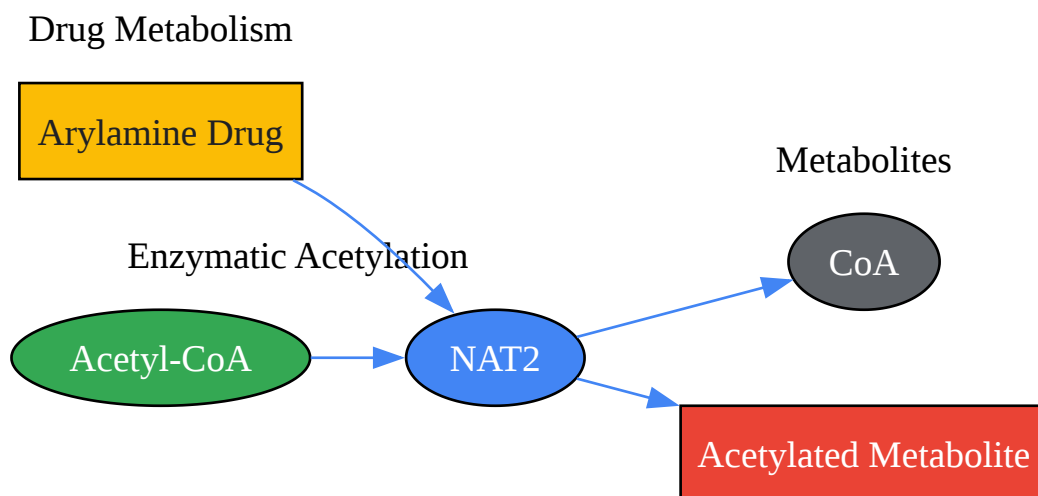 Drug Metabolism
Arylamine Drug
Metabolites
Enzymatic Acetylation
CoA
Acetyl-CoA
NAT2
Acetylated Metabolite